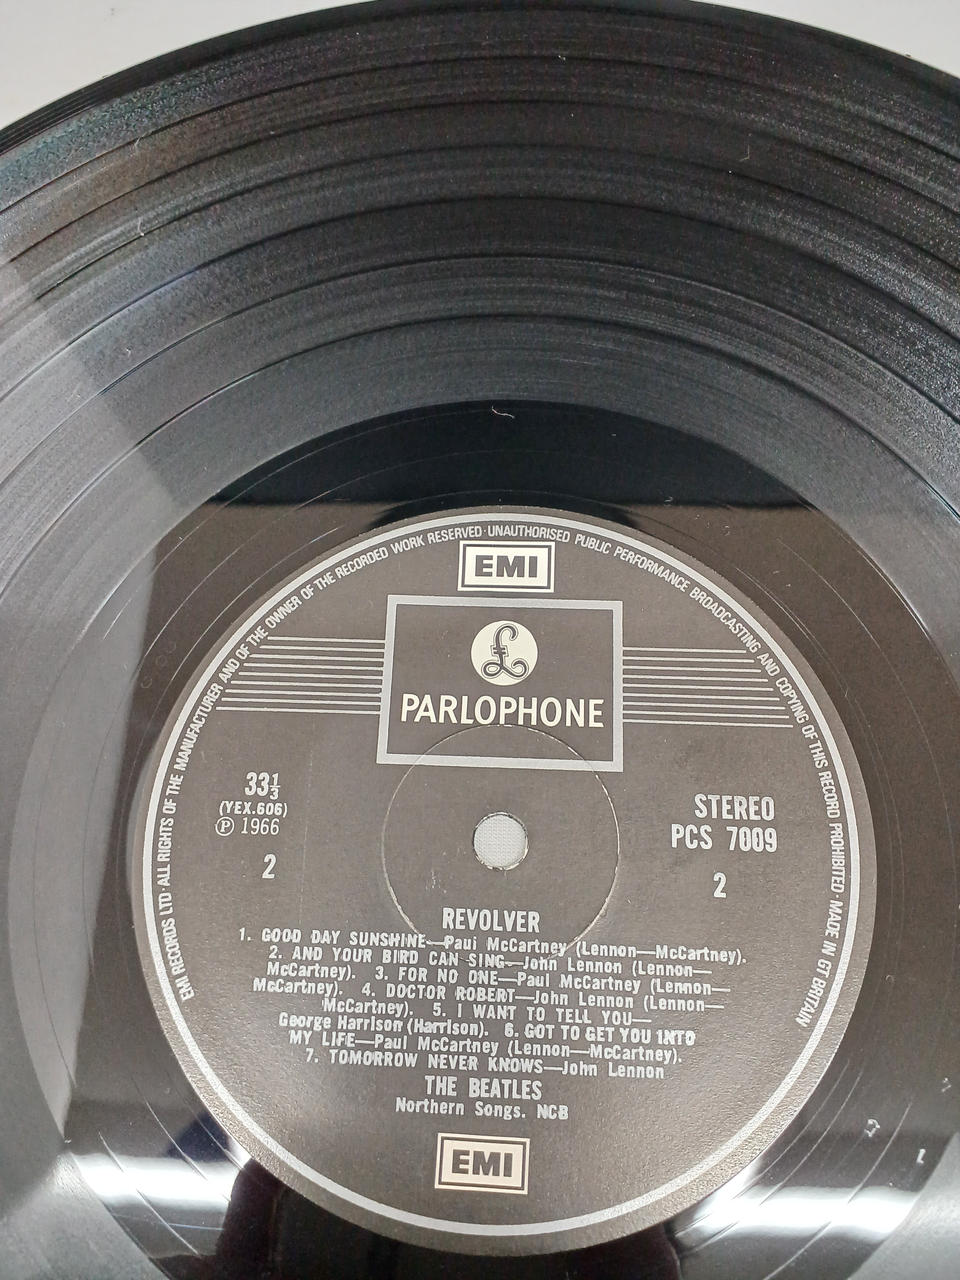 EMI RECORDS LTD·ALL RIGHTS OF THE MANUFACTURER AND OF THE OWNER OF THE RECORDED WORK RESERVED·UNAUTHORISED PUBLIC PERFORMANCE BROADCASTING AND COPYING OF THIS RECORD PROHIBITED·MADE IN GT BRITAIN
EMI
£
PARLOPHONE
33⅓
(YEX.606)
Ⓟ 1966
2
STEREO
PCS 7009
2
REVOLVER
1. GOOD DAY SUNSHINE—Paul McCartney (Lennon—McCartney).
2. AND YOUR BIRD CAN SING—John Lennon (Lennon—
McCartney). 3. FOR NO ONE—Paul McCartney (Lennon—
McCartney). 4. DOCTOR ROBERT—John Lennon (Lennon—
McCartney). 5. I WANT TO TELL YOU—
George Harrison (Harrison). 6. GOT TO GET YOU INTO
MY LIFE—Paul McCartney (Lennon—McCartney).
7. TOMORROW NEVER KNOWS—John Lennon
THE BEATLES
Northern Songs. NCB
EMI